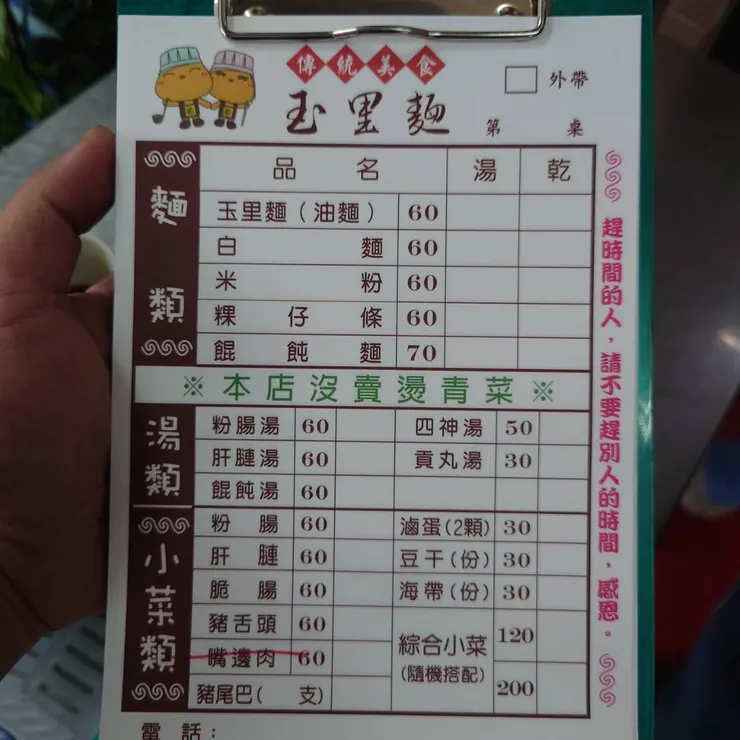 傳統美食
玉里麵
外帶
第 桌
品名 湯 乾
麵類
玉里麵(油麵) 60
白麵 60
米粉 60
粿仔條 60
餛飩麵 70
※本店沒賣燙青菜※
湯類
粉腸湯 60 四神湯 50
肝腱湯 60 貢丸湯 30
餛飩湯 60
小菜類
粉腸 60 滷蛋(2顆) 30
肝腱 60 豆干(份) 30
脆腸 60 海帶(份) 30
豬舌頭 60 綜合小菜 120
嘴邊肉 60 (隨機搭配)
豬尾巴( 支) 200
電話:
趕時間的人,請不要趕別人的時間,感恩。